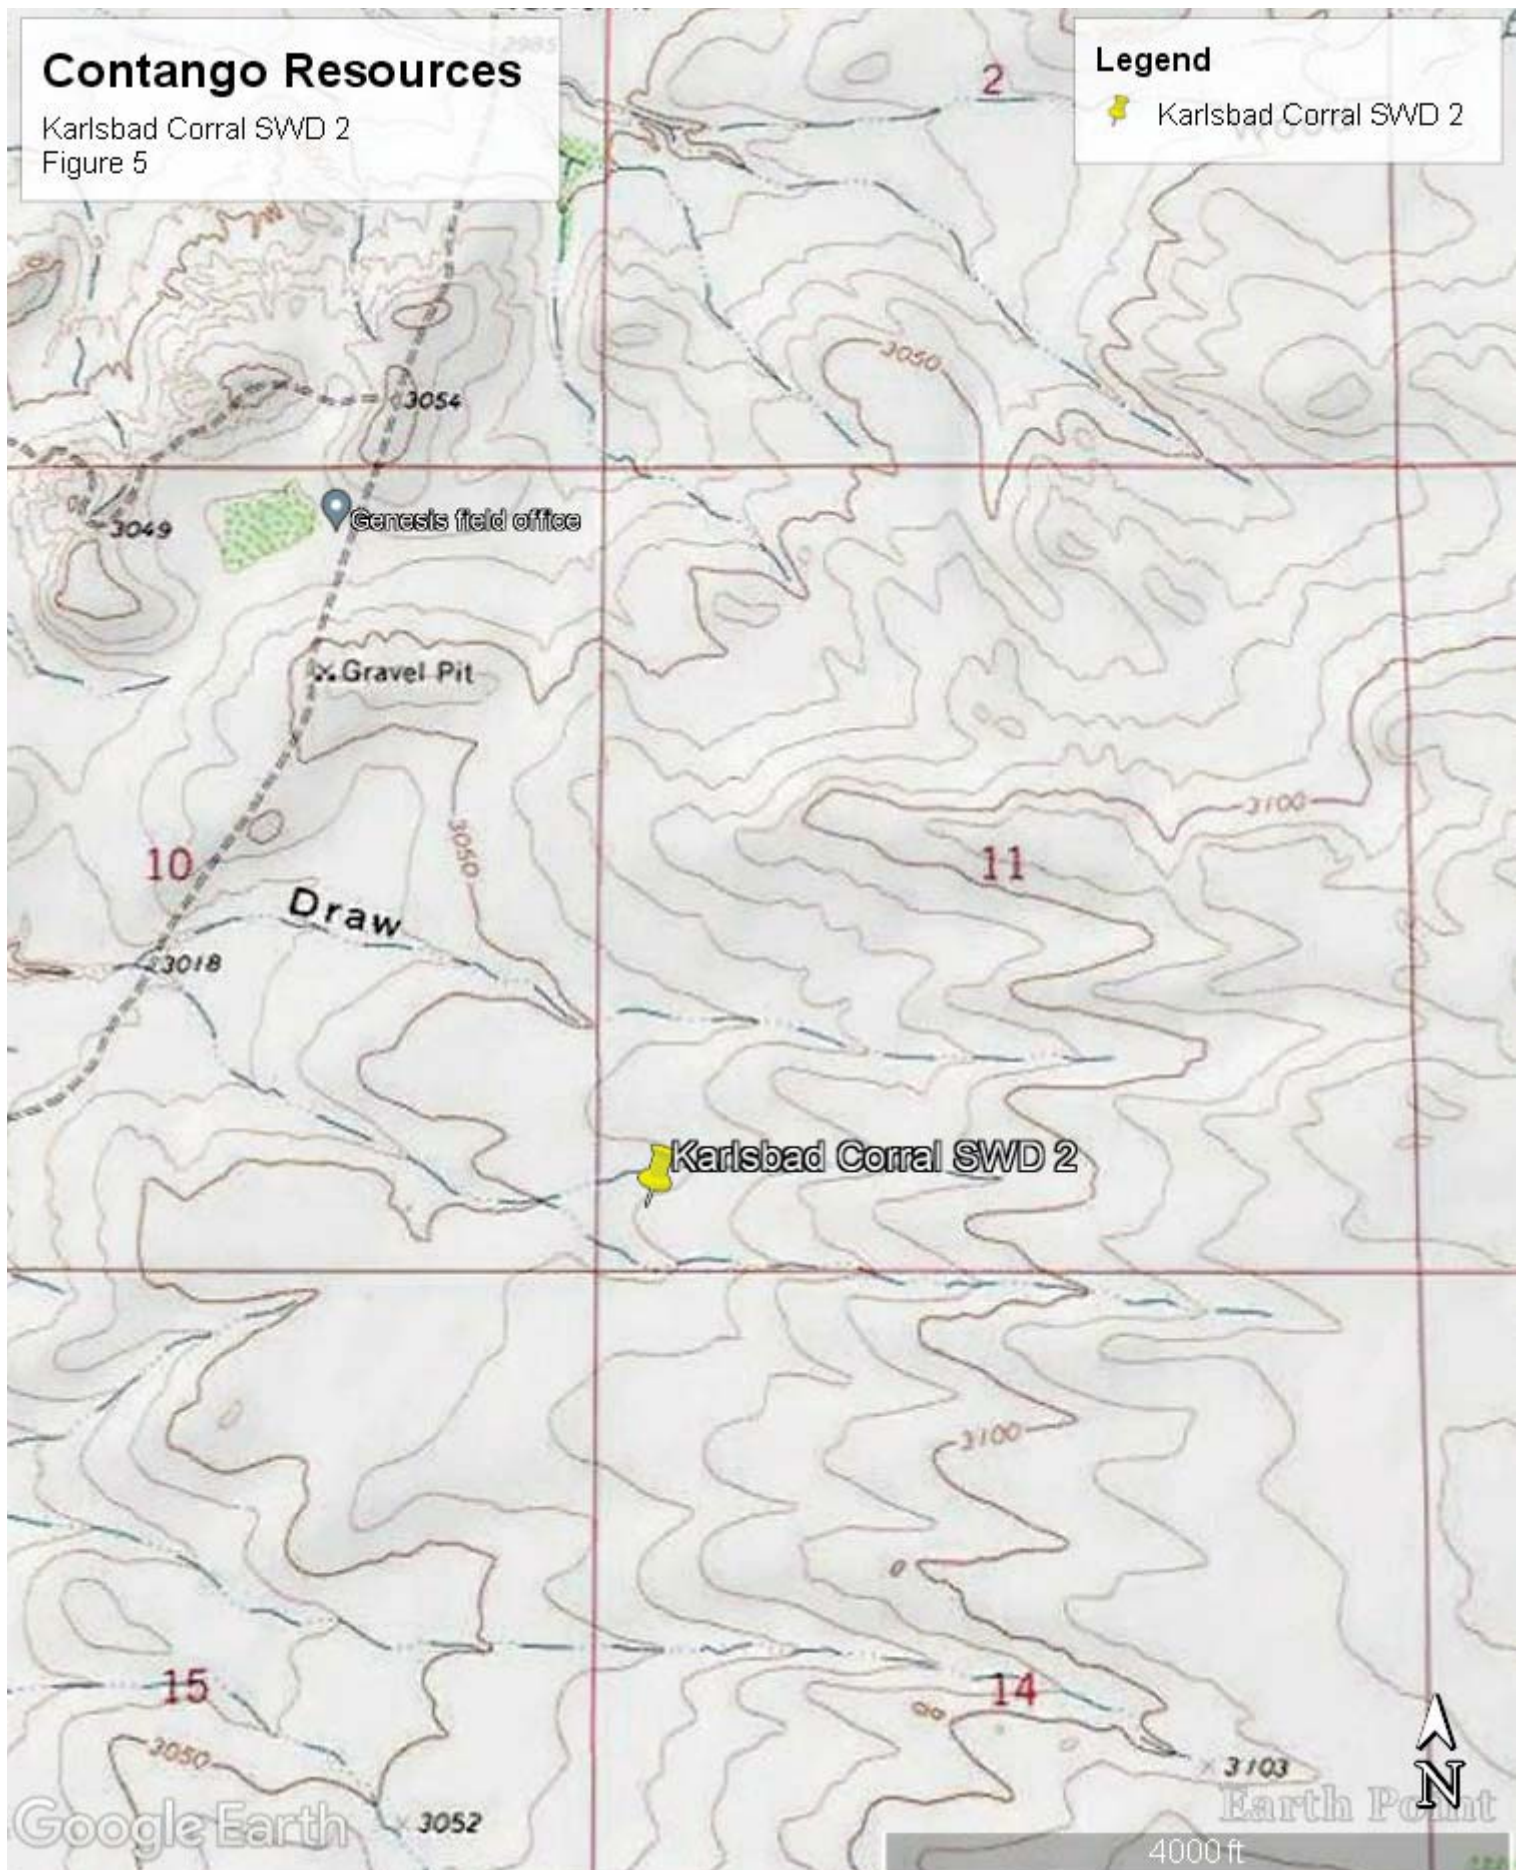 Contango Resources
Karlsbad Corral SWD 2
Figure 5
Legend
Karlsbad Corral SWD 2
2985
2
3050
3054
3049
Genesis field office
Gravel Pit
3100
3050
10
11
Draw
3018
Karlsbad Corral SWD 2
3100
15
14
3050
3103
3052
N
Google Earth
Earth Point
4000 ft